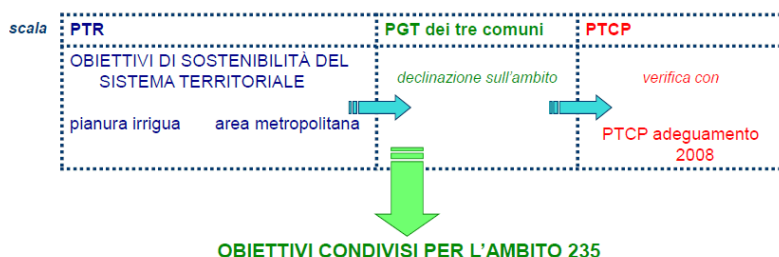 scala PTR PGT dei tre comuni PTCP
OBIETTIVI DI SOSTENIBILITÀ DEL
SISTEMA TERRITORIALE
declinazione sull'ambito
verifica con
pianura irrigua area metropolitana
PTCP adeguamento
2008
OBIETTIVI CONDIVISI PER L'AMBITO 235